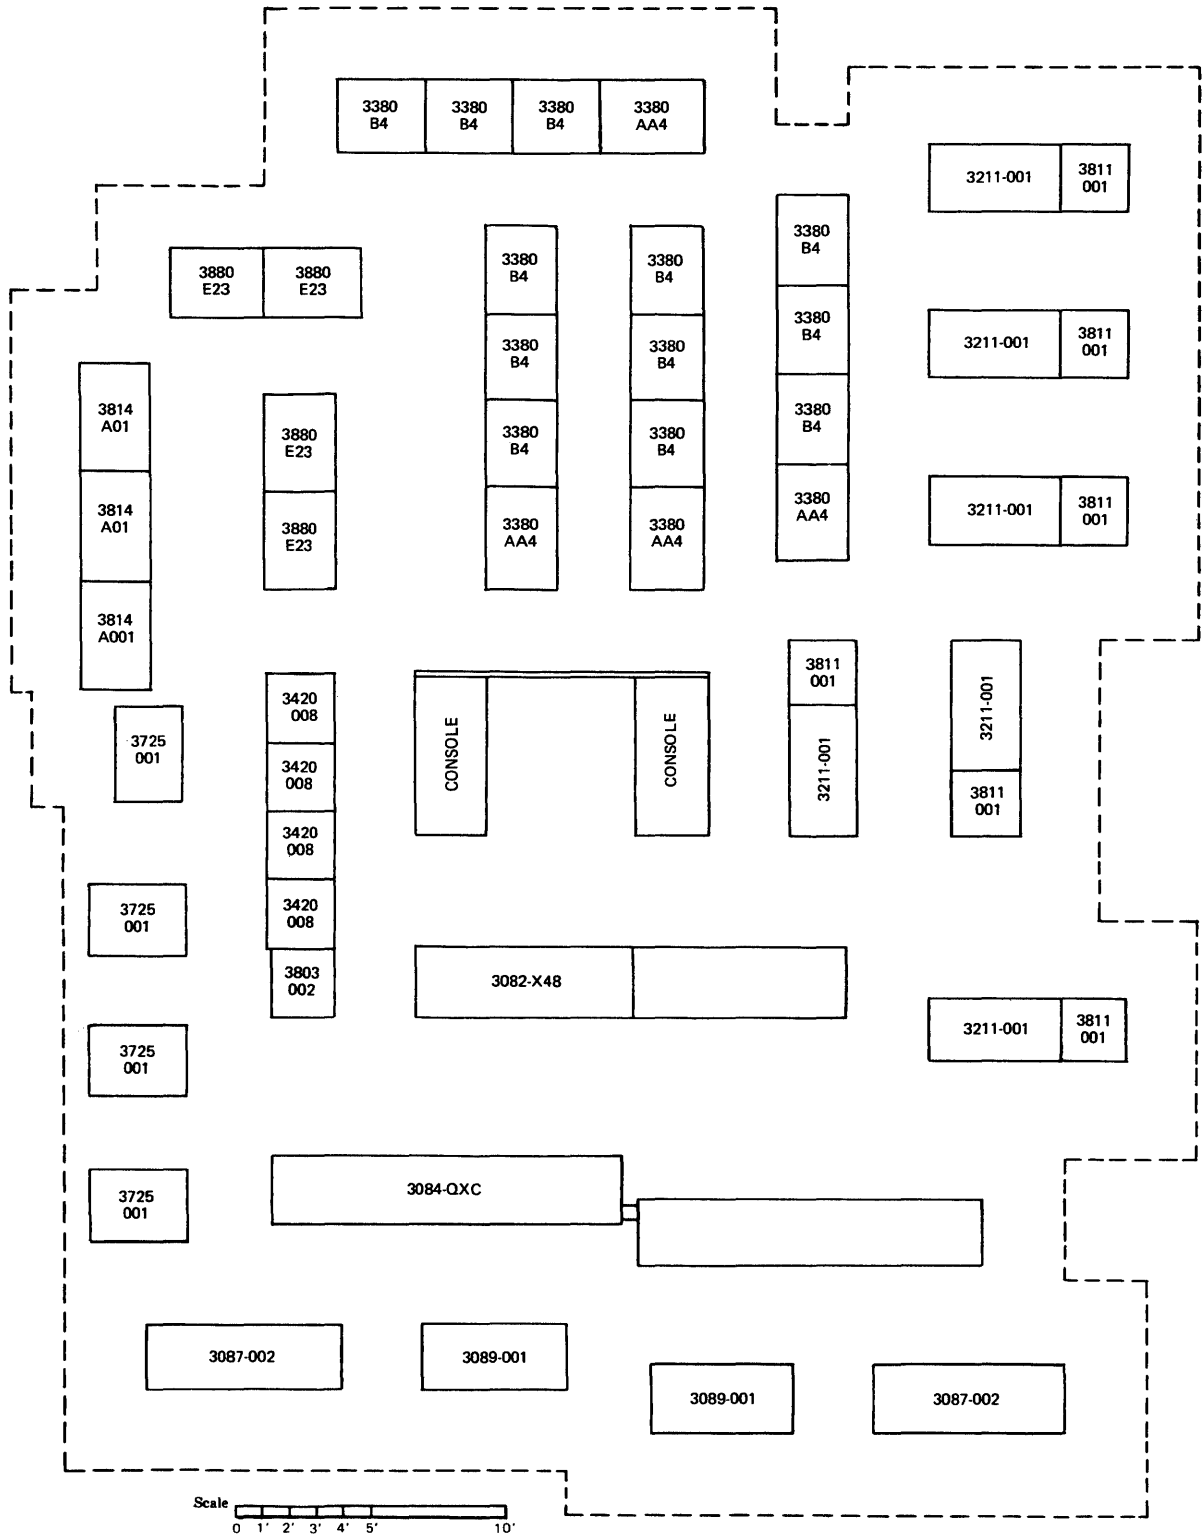 3380
B4
3380
B4
3380
B4
3380
AA4
3211-001
3811
001
3880
E23
3880
E23
3380
B4
3380
B4
3380
B4
3380
B4
3380
B4
3380
AA4
3380
B4
3380
B4
3380
AA4
3380
B4
3380
B4
3380
AA4
3211-001
3811
001
3211-001
3811
001
3814
A01
3814
A01
3814
A001
3880
E23
3880
E23
3725
001
3420
008
3420
008
3420
008
3420
008
3803
002
CONSOLE
CONSOLE
3811
001
3211-001
3211-001
3811
001
3725
001
3725
001
3725
001
3082-X48
3211-001
3811
001
3084-QXC
3087-002
3089-001
3089-001
3087-002
Scale
0 1' 2' 3' 4' 5' 10'